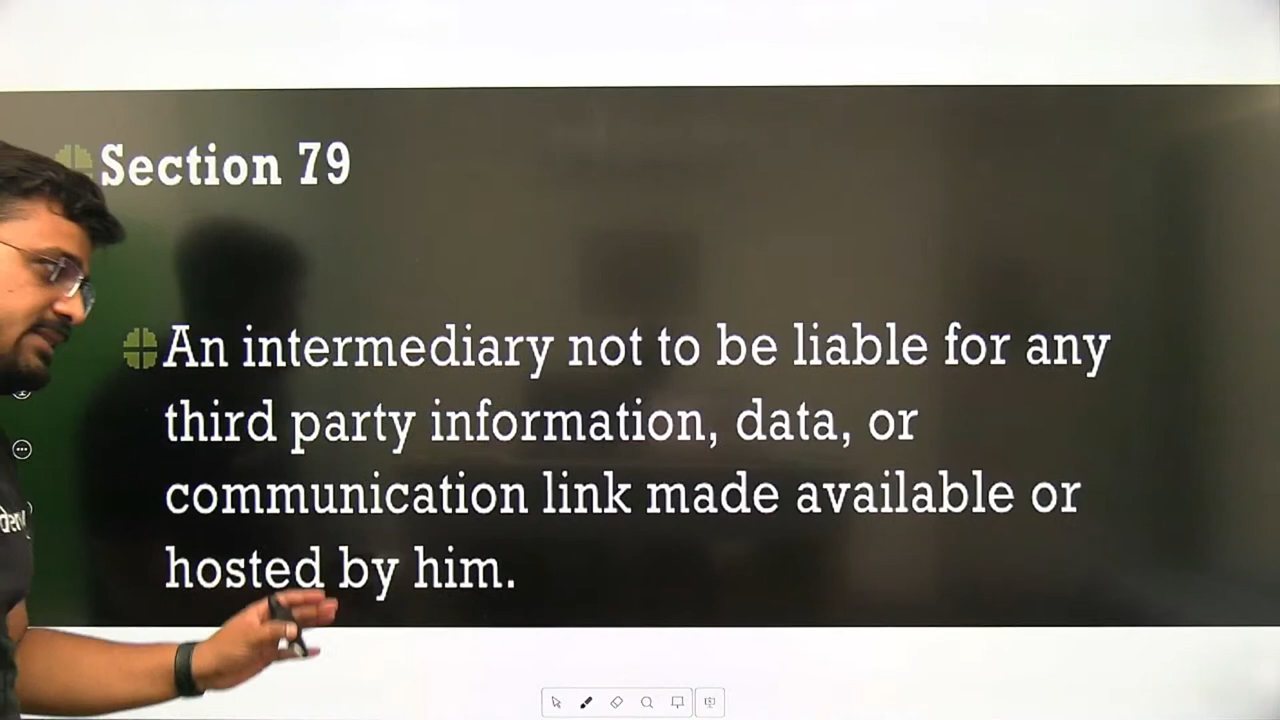 Section 79
An intermediary not to be liable for any
third party information, data, or
communication link made available or
hosted by him.